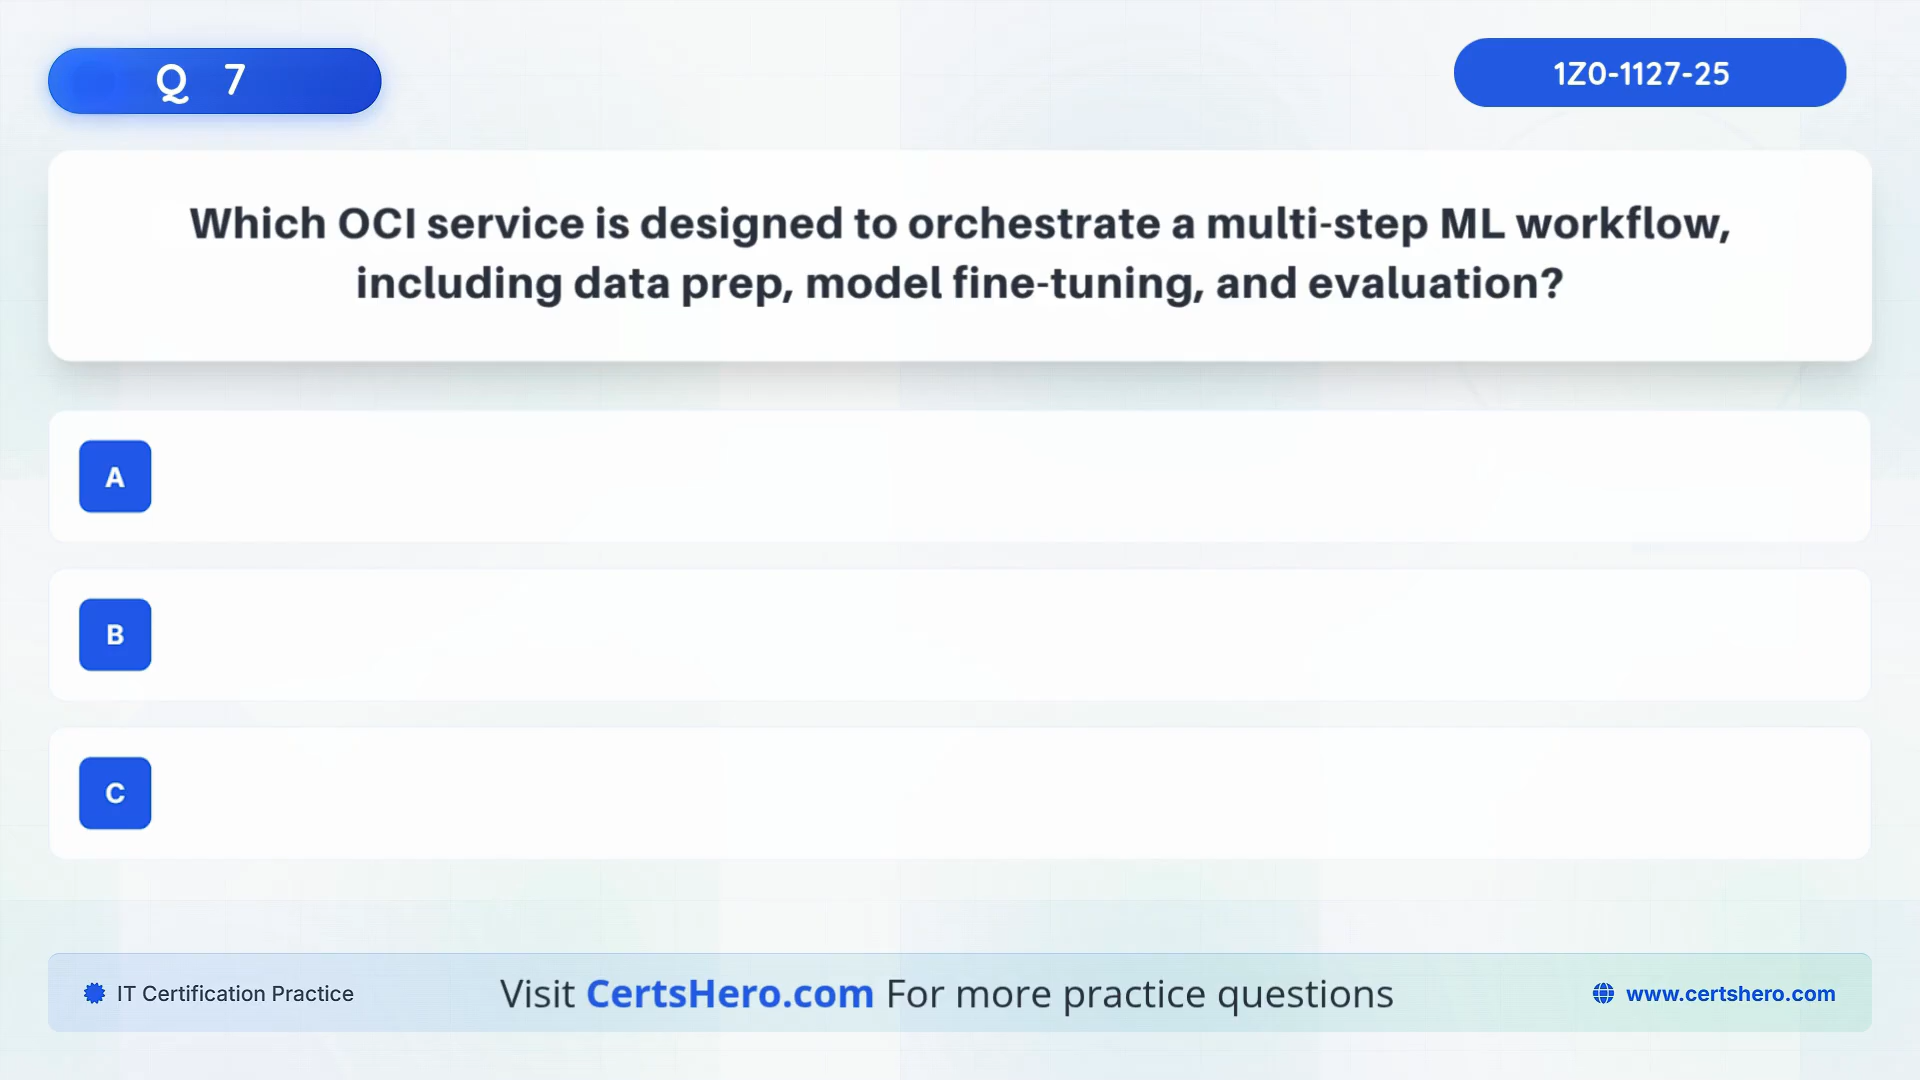 Q 7
1Z0-1127-25
Which OCI service is designed to orchestrate a multi-step ML workflow,
including data prep, model fine-tuning, and evaluation?
A
B
C
IT Certification Practice
Visit CertsHero.com For more practice questions
www.certshero.com